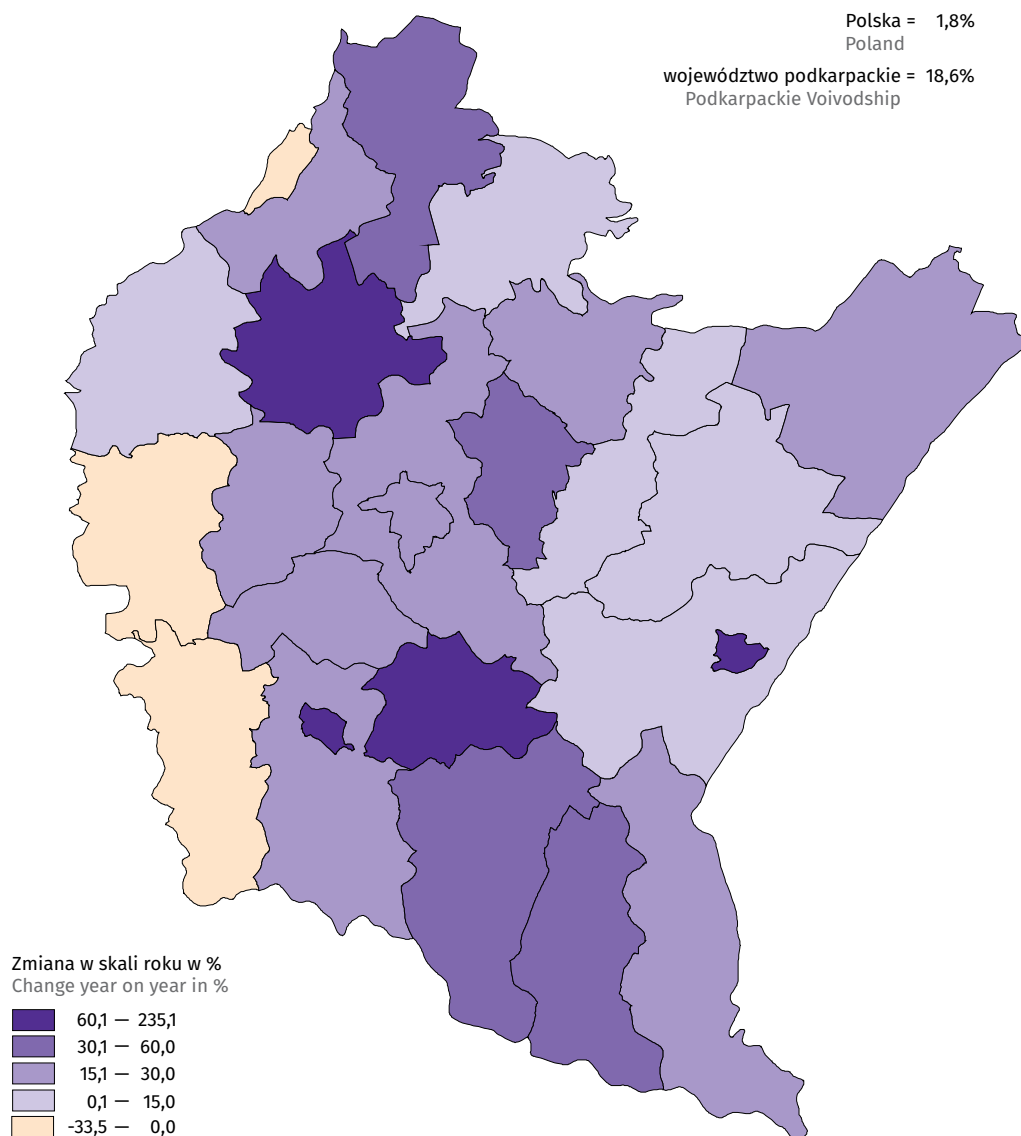 Polska = 1,8%
Poland
województwo podkarpackie = 18,6%
Podkarpackie Voivodship
Zmiana w skali roku w %
Change year on year in %
60,1 — 235,1
30,1 — 60,0
15,1 — 30,0
0,1 — 15,0
-33,5 — 0,0